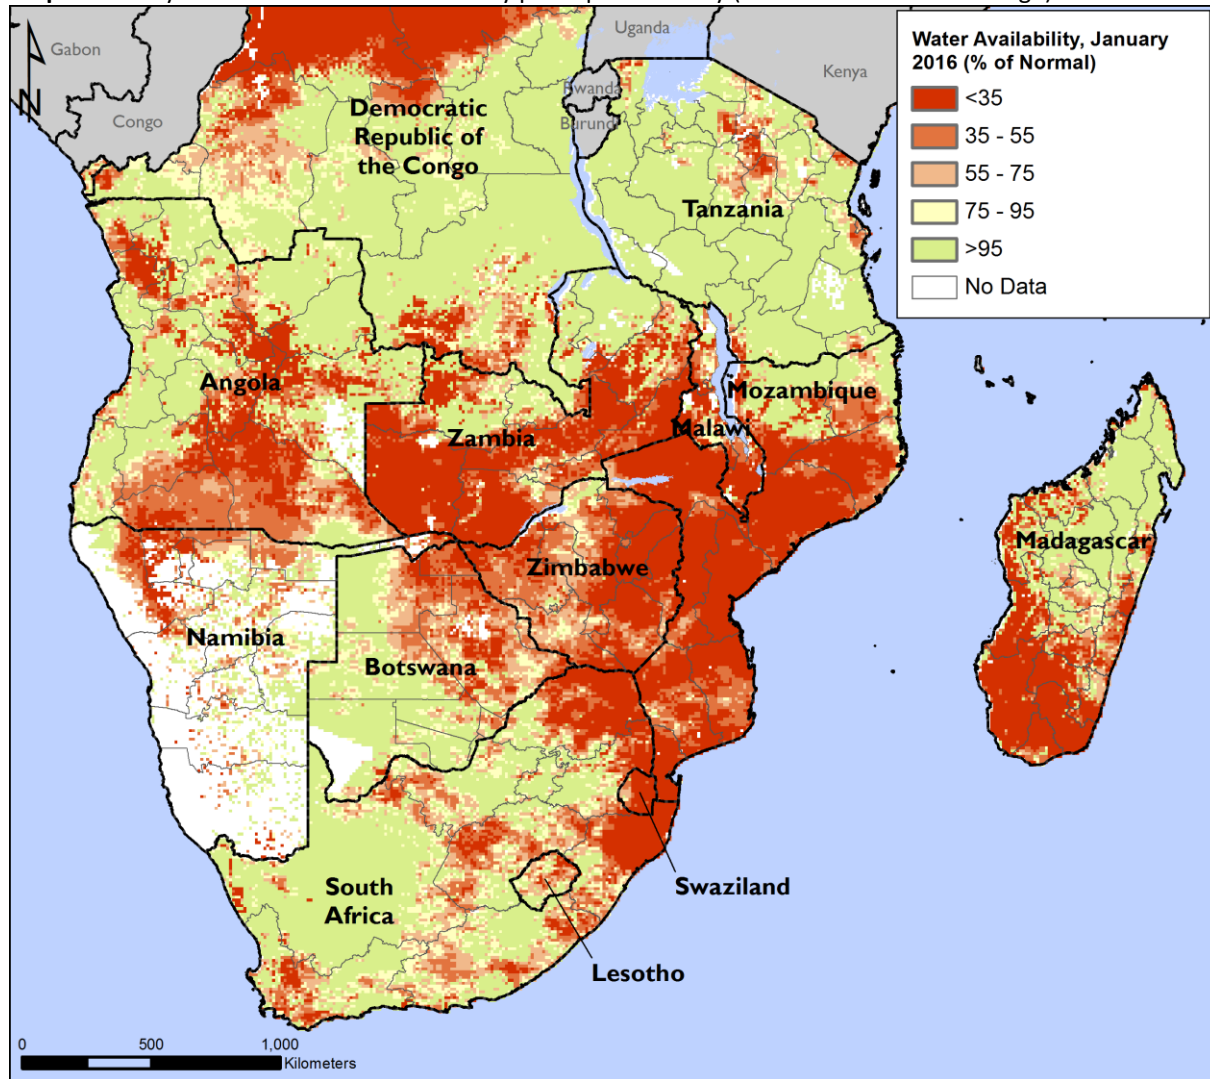 Gabon
Congo
Uganda
Kenya
Rwanda
Burundi
Water Availability, January
2016 (% of Normal)
<35
35 - 55
55 - 75
75 - 95
>95
No Data
N
Democratic
Republic of
the Congo
Tanzania
Angola
Zambia
Malawi
Mozambique
Madagascar
Zimbabwe
Namibia
Botswana
South
Africa
Swaziland
Lesotho
0 500 1,000
Kilometers